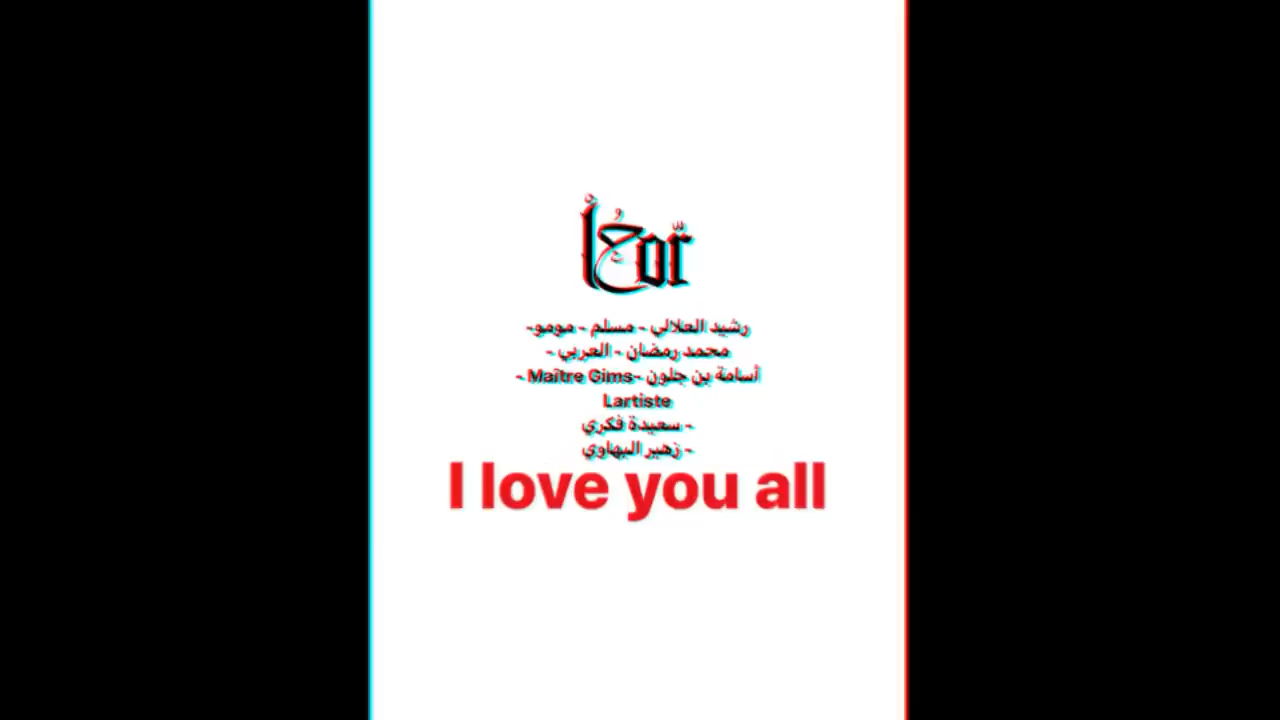 رشيد العلالي - مسلم - مومو-
محمد رمضان - العربي -
أسامة بن جلون -Maître Gims -
Lartiste
- سعيدة فكري
- زهير البهاوي
I love you all